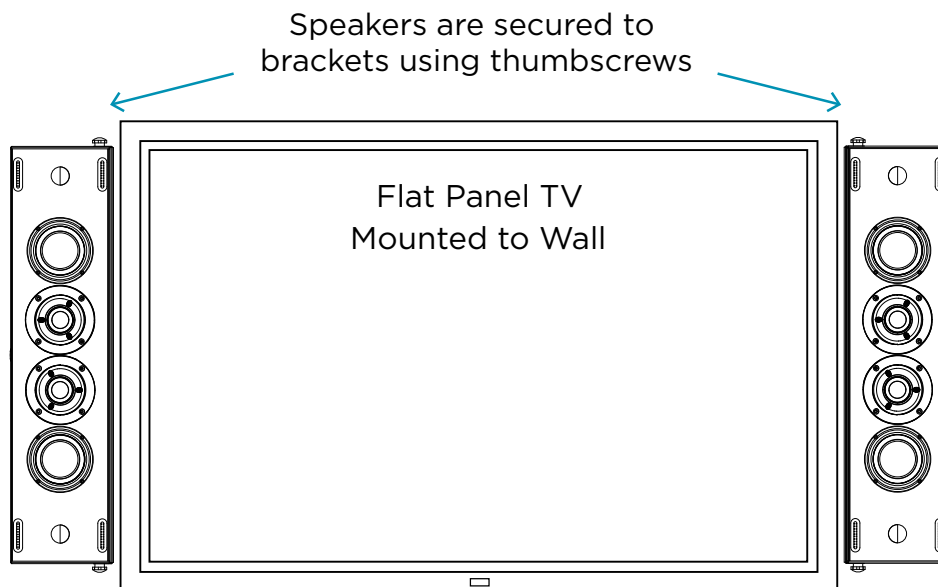 Speakers are secured to
brackets using thumbscrews
Flat Panel TV
Mounted to Wall